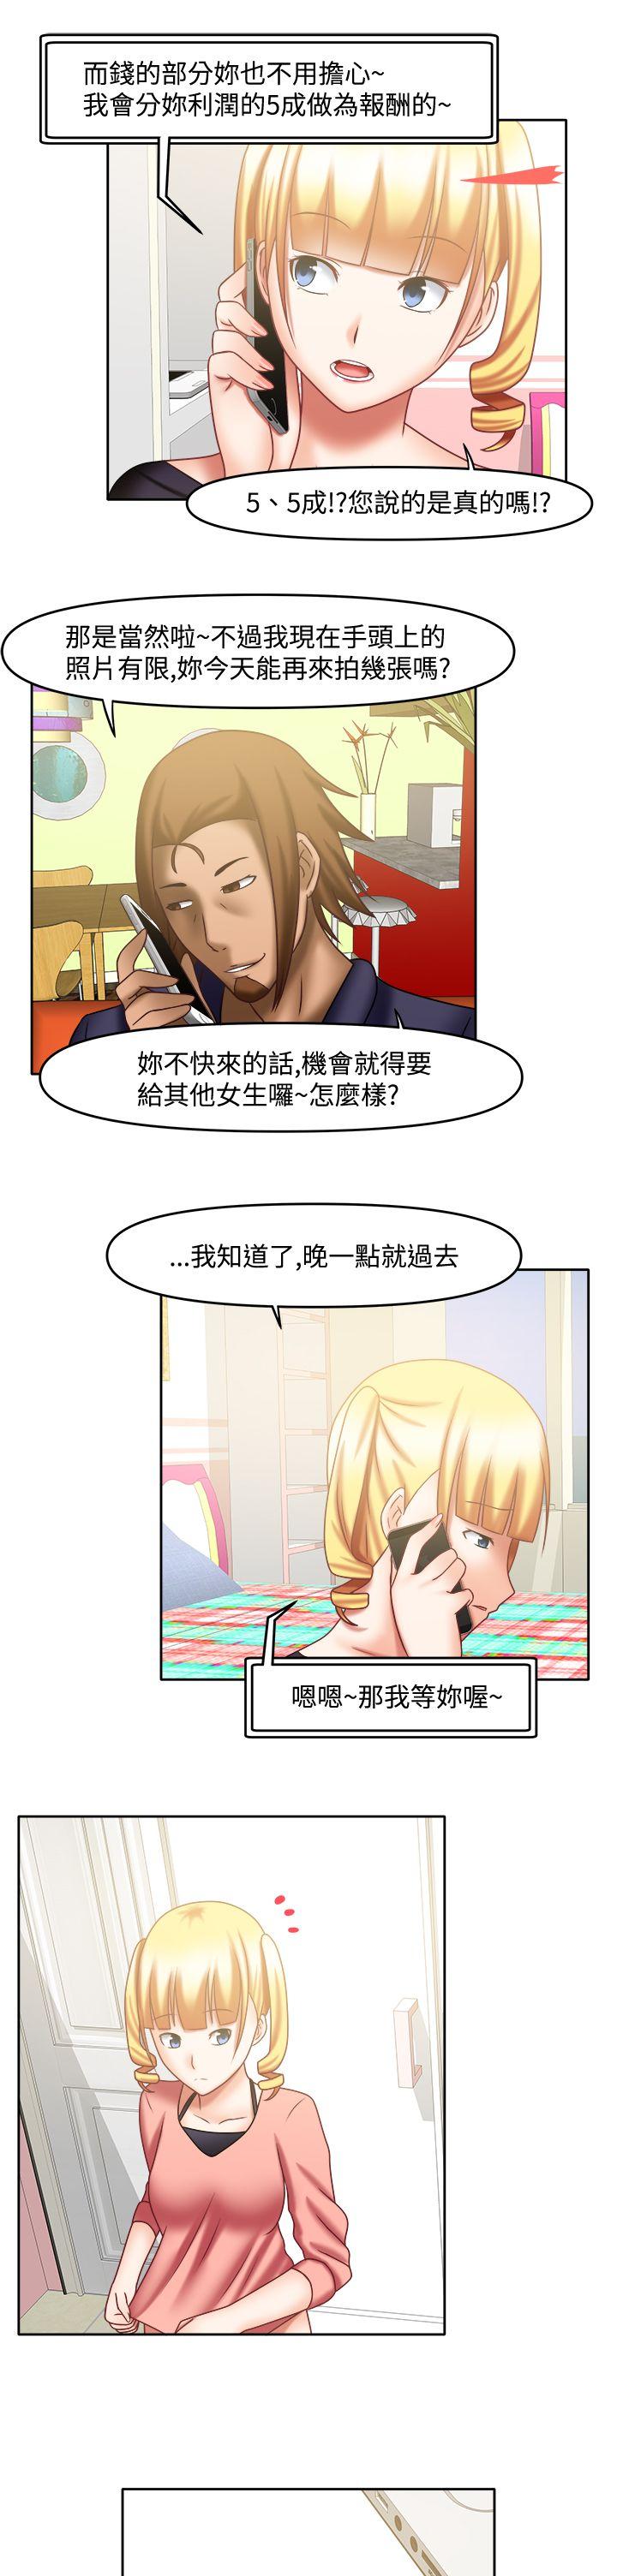 而錢的部分妳也不用擔心~
我會分妳利潤的5成做為報酬的~
5、5成!?您說的是真的嗎!?
那是當然啦~不過我現在手頭上的
照片有限,妳今天能再來拍幾張嗎?
妳不快來的話,機會就得要
給其他女生囉~怎麼樣?
...我知道了,晚一點就過去
嗯嗯~那我等妳喔~